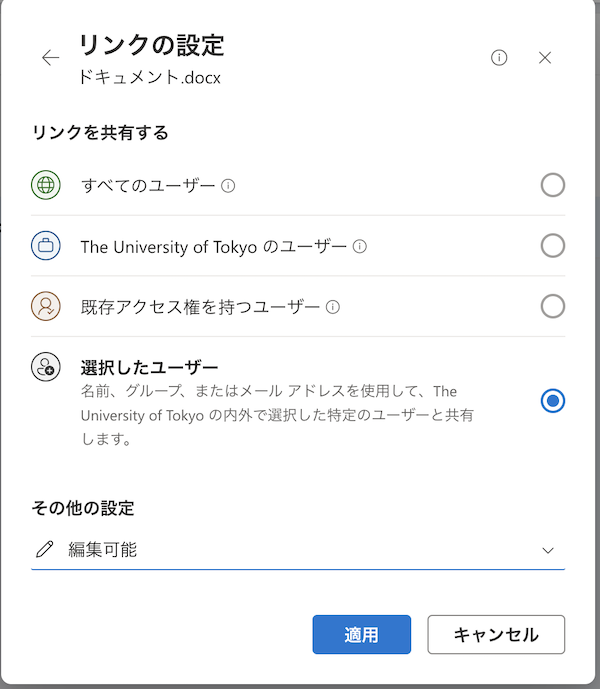 リンクの設定
ドキュメント.docx
リンクを共有する
すべてのユーザー
The University of Tokyo のユーザー
既存アクセス権を持つユーザー
選択したユーザー
名前、グループ、またはメール アドレスを使用して、The
University of Tokyo の内外で選択した特定のユーザーと共有
します。
その他の設定
編集可能
適用
キャンセル